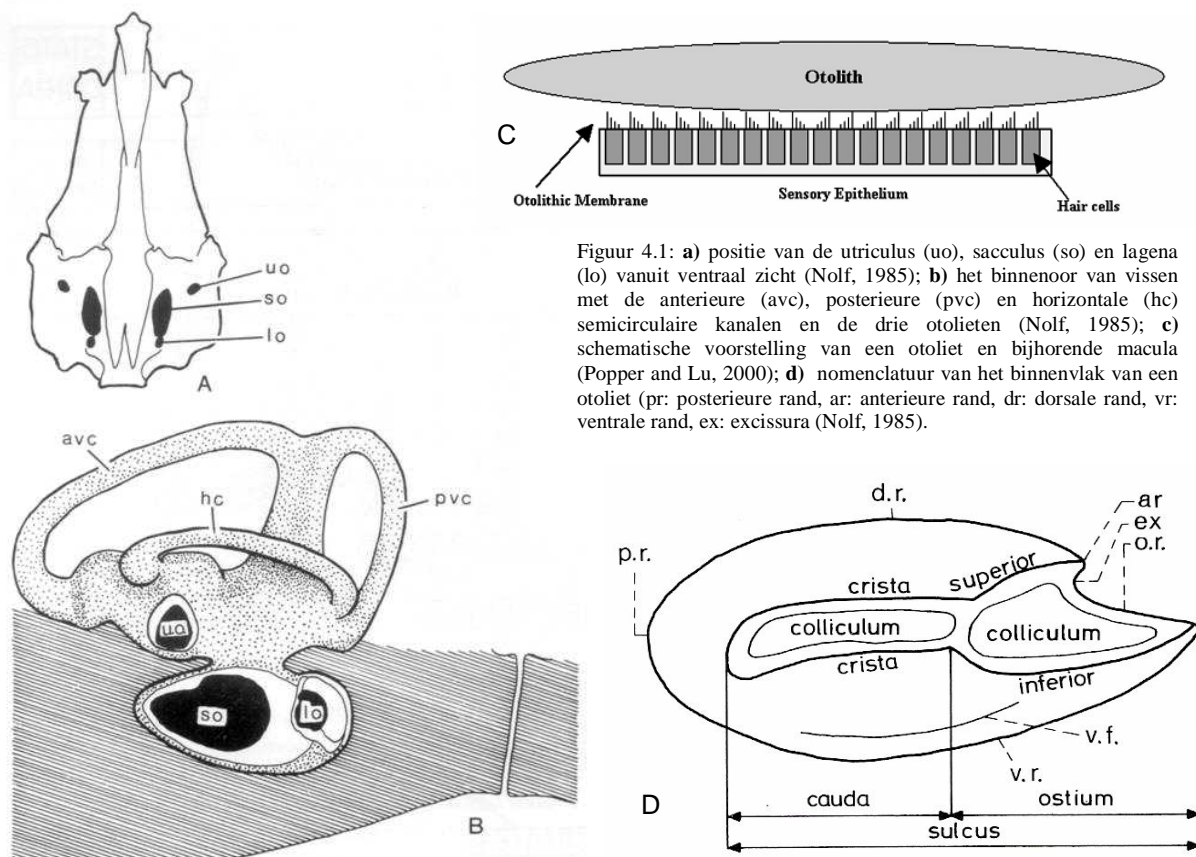 uo
so
lo
A
Otolith
C
Otolithic Membrane
Sensory Epithelium
Hair cells
Figuur 4.1: a) positie van de utriculus (uo), sacculus (so) en lagena
(lo) vanuit ventraal zicht (Nolf, 1985); b) het binnenoor van vissen
met de anterieure (avc), posterieure (pvc) en horizontale (hc)
semicirculaire kanalen en de drie otolieten (Nolf, 1985); c)
schematische voorstelling van een otoliet en bijhorende macula
(Popper and Lu, 2000); d) nomenclatuur van het binnenvlak van een
otoliet (pr: posterieure rand, ar: anterieure rand, dr: dorsale rand, vr:
ventrale rand, ex: excissura (Nolf, 1985).
avc
hc
pvc
uo
so
lo
B
d.r.
ar
ex
o.r.
p.r.
crista superior
colliculum colliculum
crista inferior
v.f.
v.r.
D
cauda ostium
sulcus